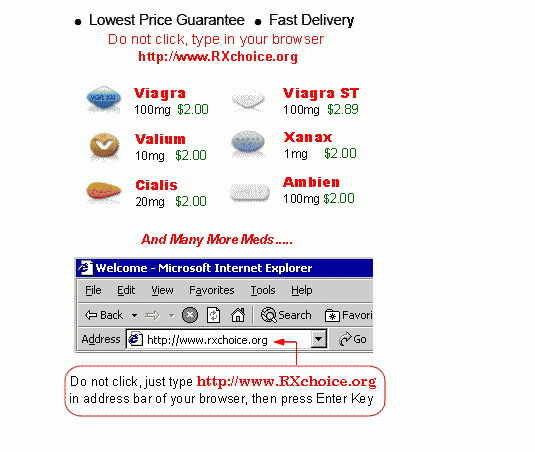 ● Lowest Price Guarantee ● Fast Delivery
Do not click, type in your browser
http://www.RXchoice.org
Viagra
100mg $2.00
Viagra ST
100mg $2.89
Valium
10mg $2.00
Xanax
1mg $2.00
Cialis
20mg $2.00
Ambien
100mg $2.00
And Many More Meds.....
Welcome - Microsoft Internet Explorer
File Edit View Favorites Tools Help
Back Search Favori
Address http://www.rxchoice.org Go
Do not click, just type http://www.RXchoice.org
in address bar of your browser, then press Enter Key